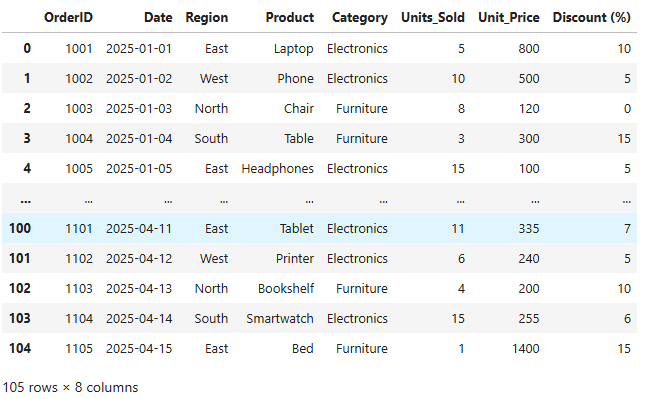 OrderID Date Region Product Category Units_Sold Unit_Price Discount (%)
0 1001 2025-01-01 East Laptop Electronics 5 800 10
1 1002 2025-01-02 West Phone Electronics 10 500 5
2 1003 2025-01-03 North Chair Furniture 8 120 0
3 1004 2025-01-04 South Table Furniture 3 300 15
4 1005 2025-01-05 East Headphones Electronics 15 100 5
... ... ... ... ... ... ... ... ...
100 1101 2025-04-11 East Tablet Electronics 11 335 7
101 1102 2025-04-12 West Printer Electronics 6 240 5
102 1103 2025-04-13 North Bookshelf Furniture 4 200 10
103 1104 2025-04-14 South Smartwatch Electronics 15 255 6
104 1105 2025-04-15 East Bed Furniture 1 1400 15
105 rows × 8 columns